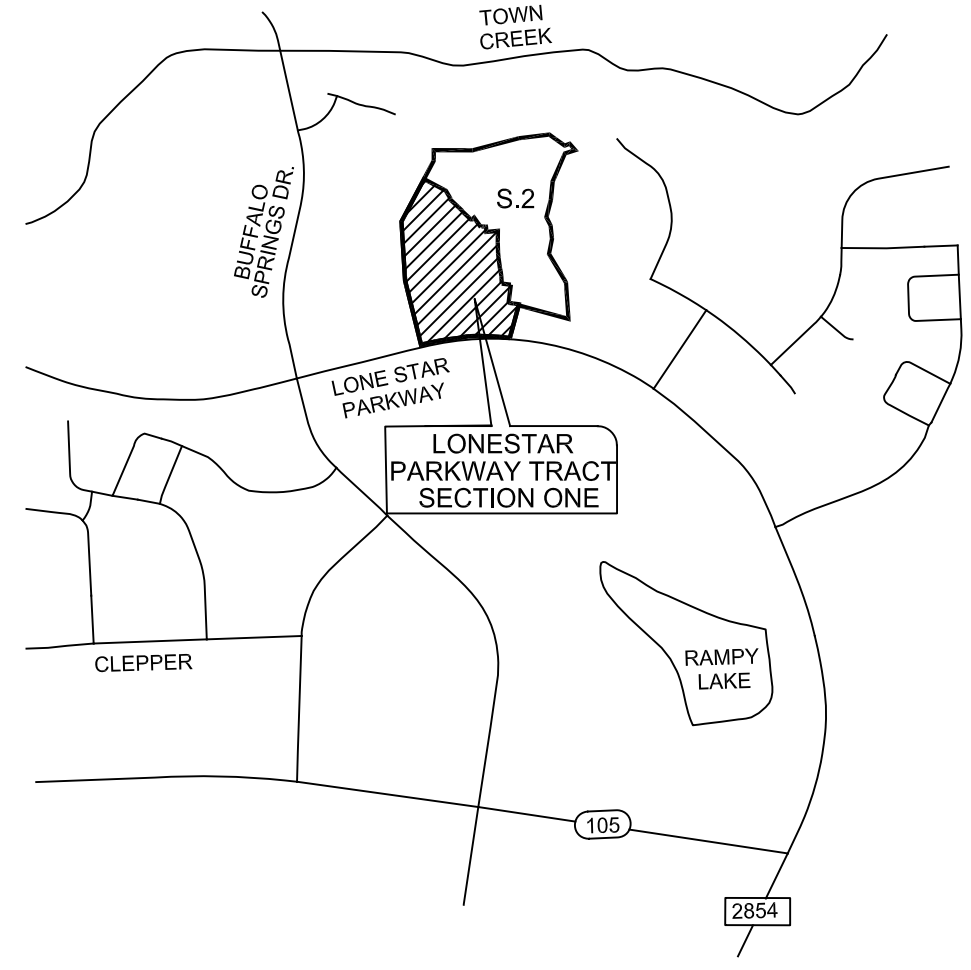 TOWN
CREEK
S.2
BUFFALO
SPRINGS DR.
LONE STAR
PARKWAY
LONESTAR
PARKWAY TRACT
SECTION ONE
RAMPY
LAKE
CLEPPER
105
2854